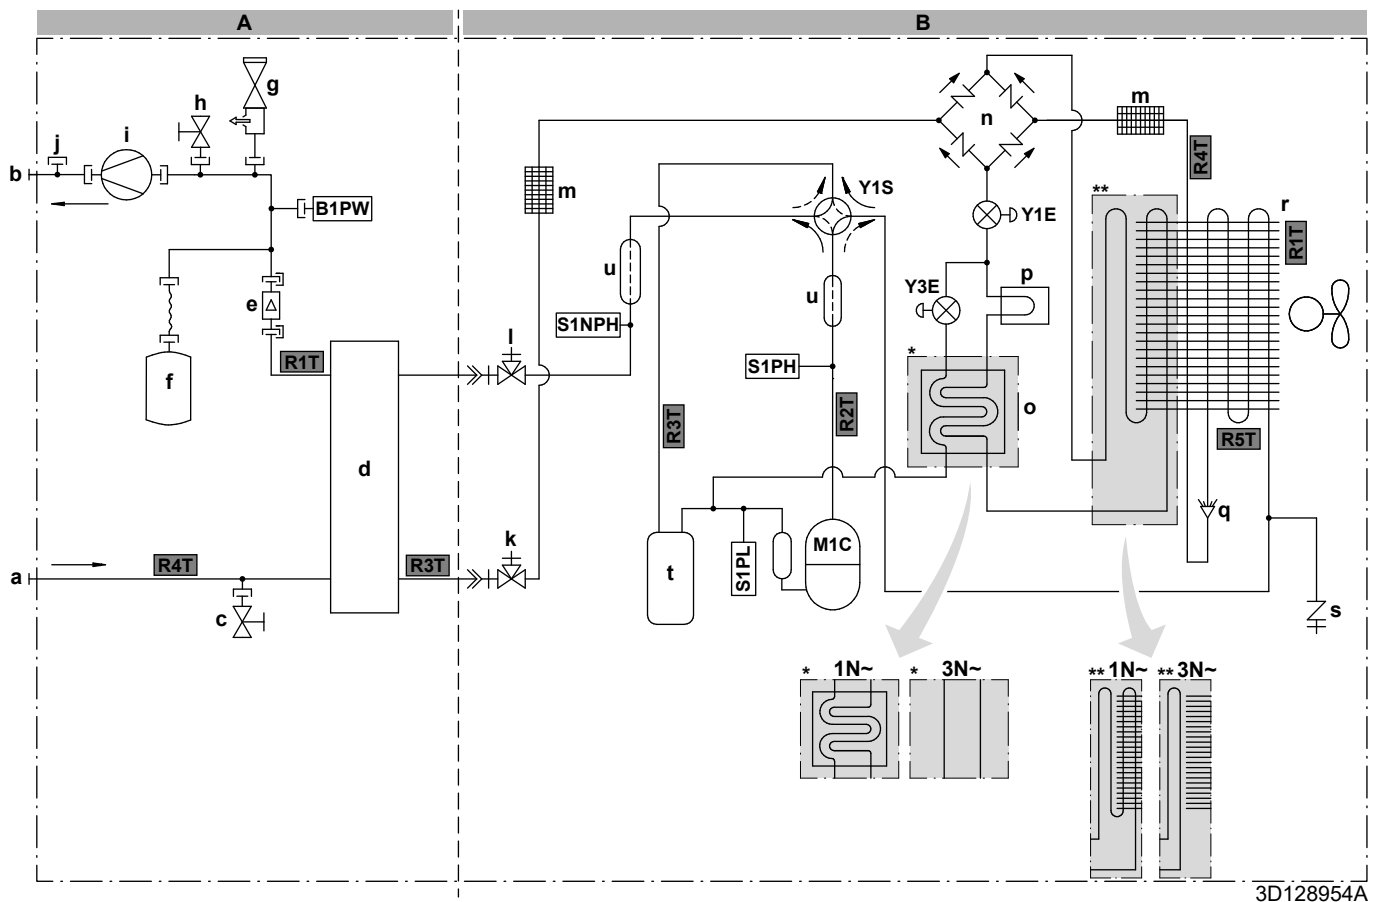 A
B
g
h
j
i
b
B1PW
e
R1T
f
d
a
R4T
R3T
c
l
k
m
u
S1NPH
u
S1PH
Y1S
R3T
R2T
t
S1PL
M1C
n
m
R4T
Y1E
Y3E
p
*
o
**
r
R1T
R5T
q
s
* 1N~
* 3N~
** 1N~
** 3N~
3D128954A